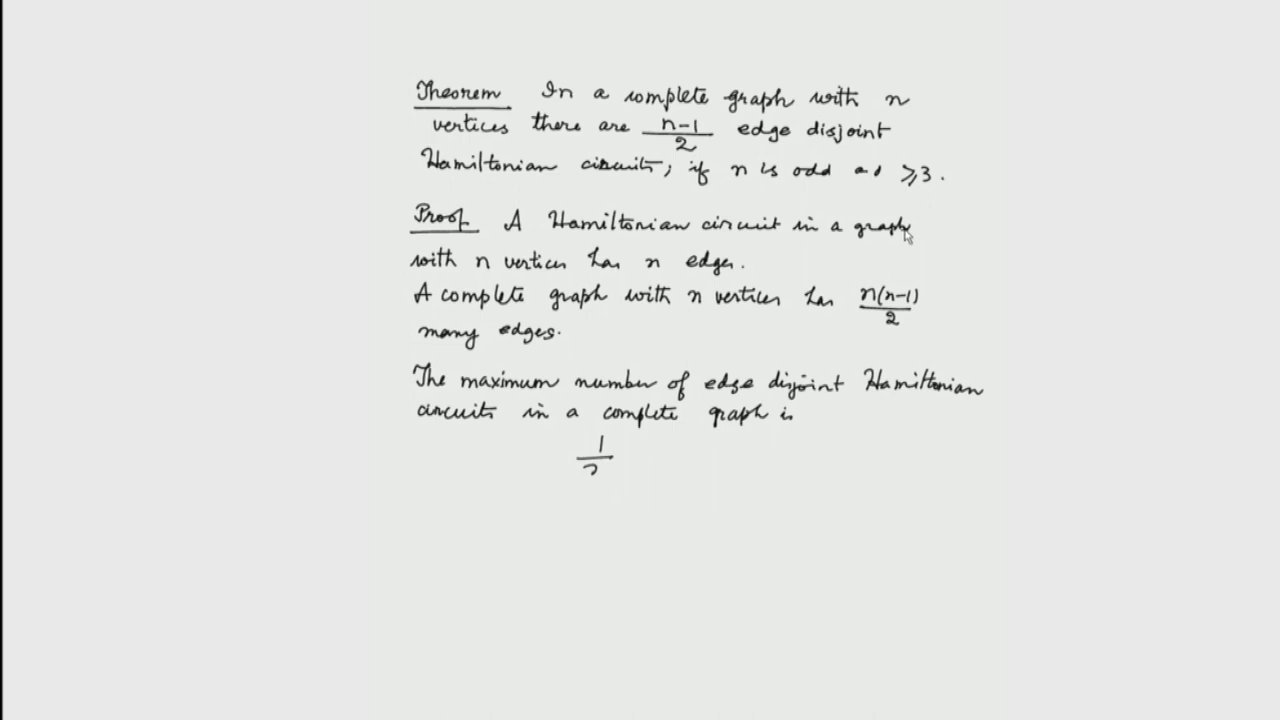 Theorem In a complete graph with n
vertices there are n-1/2 edge disjoint
Hamiltonian circuits, if n is odd and ≥3.
Proof A Hamiltonian circuit in a graph
with n vertices has n edges.
A complete graph with n vertices has n(n-1)/2
many edges.
The maximum number of edge disjoint Hamiltonian
circuits in a complete graph is
1/2